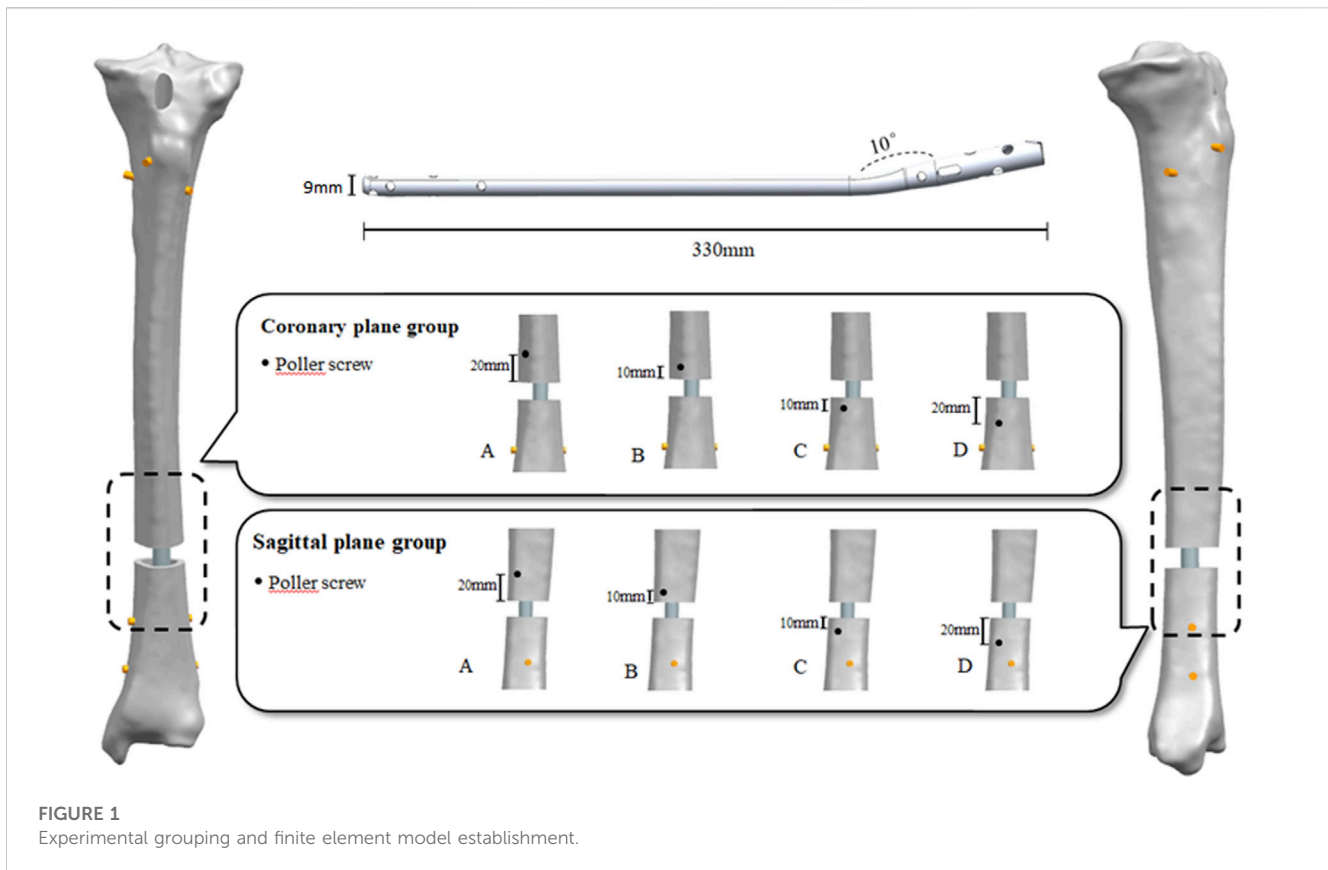 10°
9mm
330mm
Coronary plane group
• Poller screw
20mm
10mm
10mm
20mm
A
B
C
D
Sagittal plane group
• Poller screw
20mm
10mm
10mm
20mm
A
B
C
D
FIGURE 1
Experimental grouping and finite element model establishment.